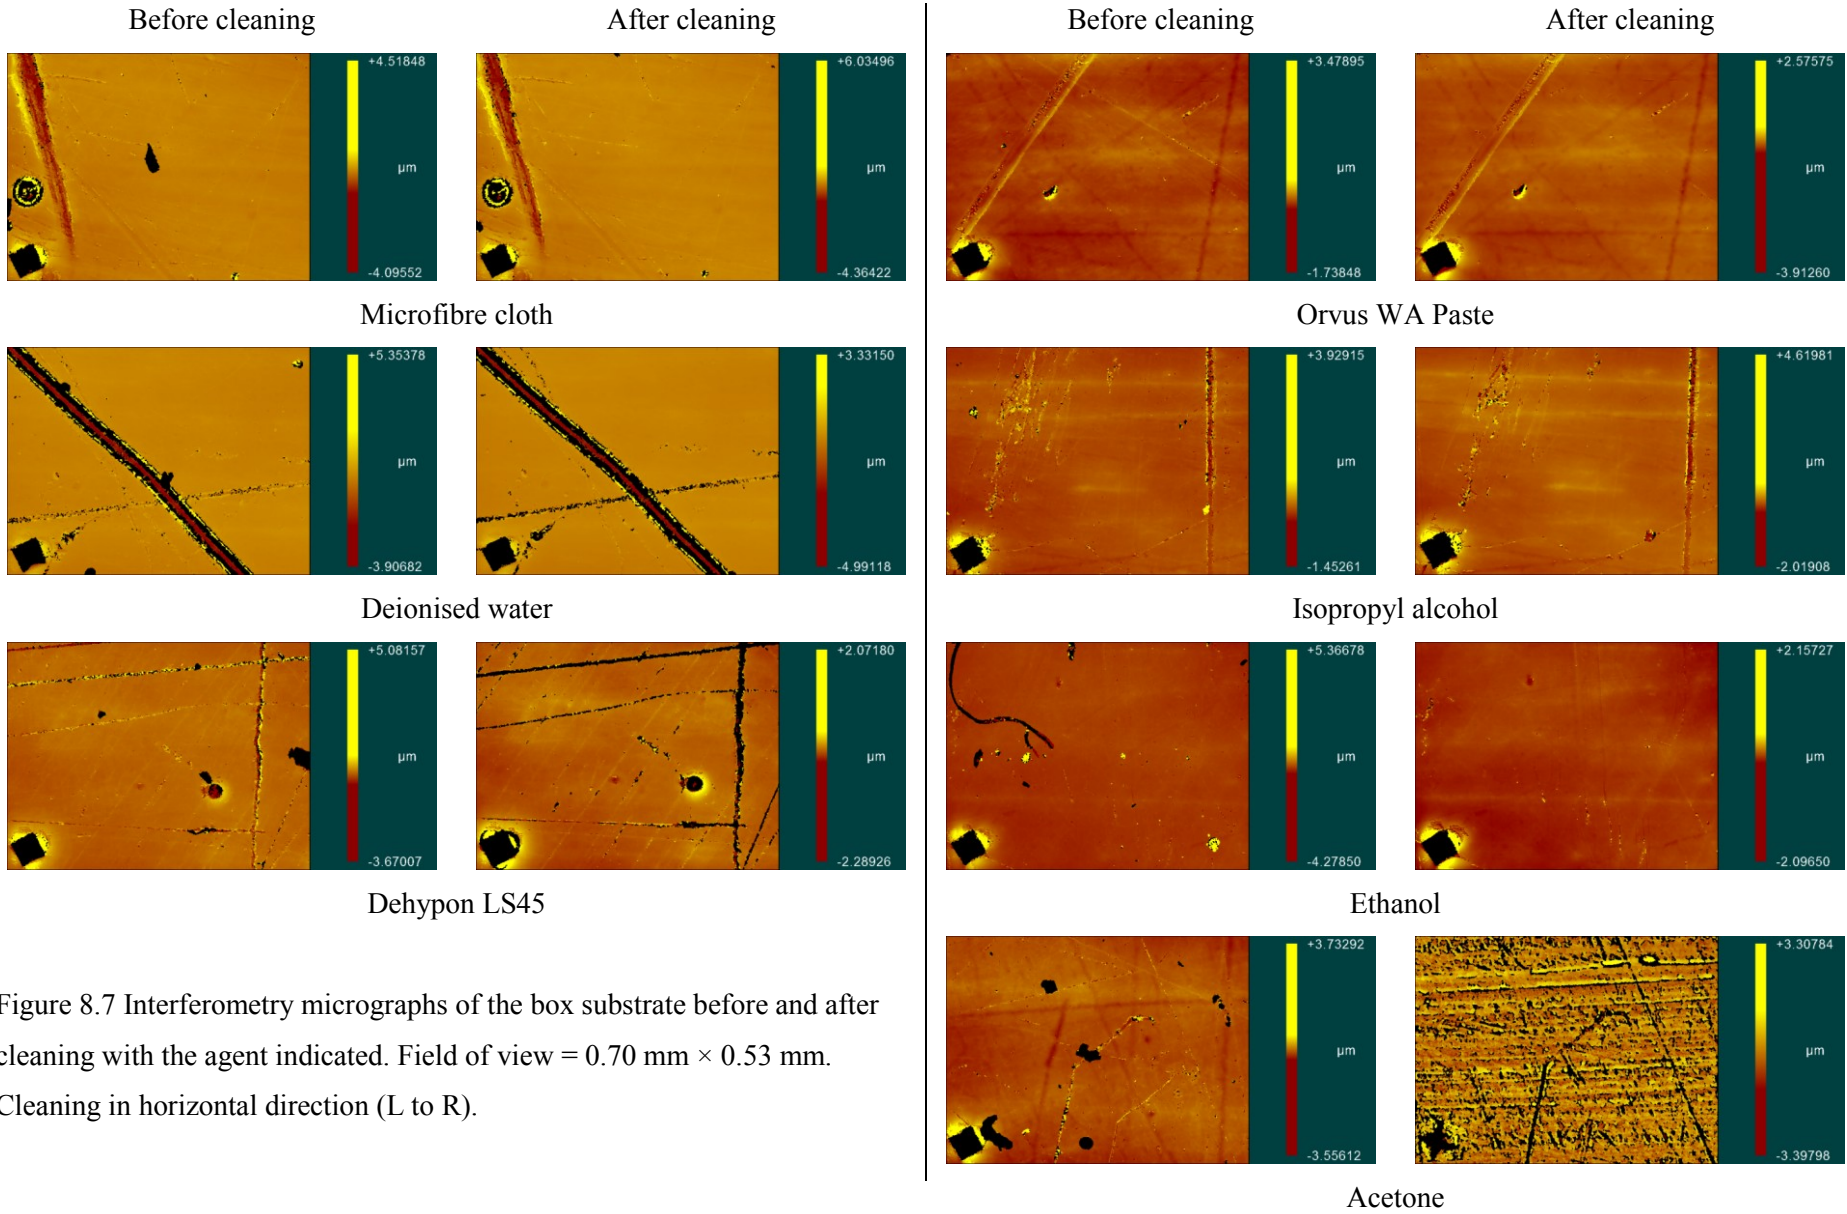 Before cleaning After cleaning Before cleaning After cleaning
+4.51848 +6.03496 +3.47895 +2.57575
µm µm µm µm
-4.09552 -4.36422 -1.73848 -3.91260
Microfibre cloth Orvus WA Paste
+5.35378 +3.33150 +3.92915 +4.61981
µm µm µm µm
-3.90682 -4.99118 -1.45261 -2.01908
Deionised water Isopropyl alcohol
+5.08157 +2.07180 +5.36678 +2.15727
µm µm µm µm
-3.67007 -2.28926 -4.27850 -2.09650
Dehypon LS45 Ethanol
+3.73292 +3.30784
µm µm
-3.55612 -3.39798
Acetone
Figure 8.7 Interferometry micrographs of the box substrate before and after
cleaning with the agent indicated. Field of view = 0.70 mm × 0.53 mm.
Cleaning in horizontal direction (L to R).